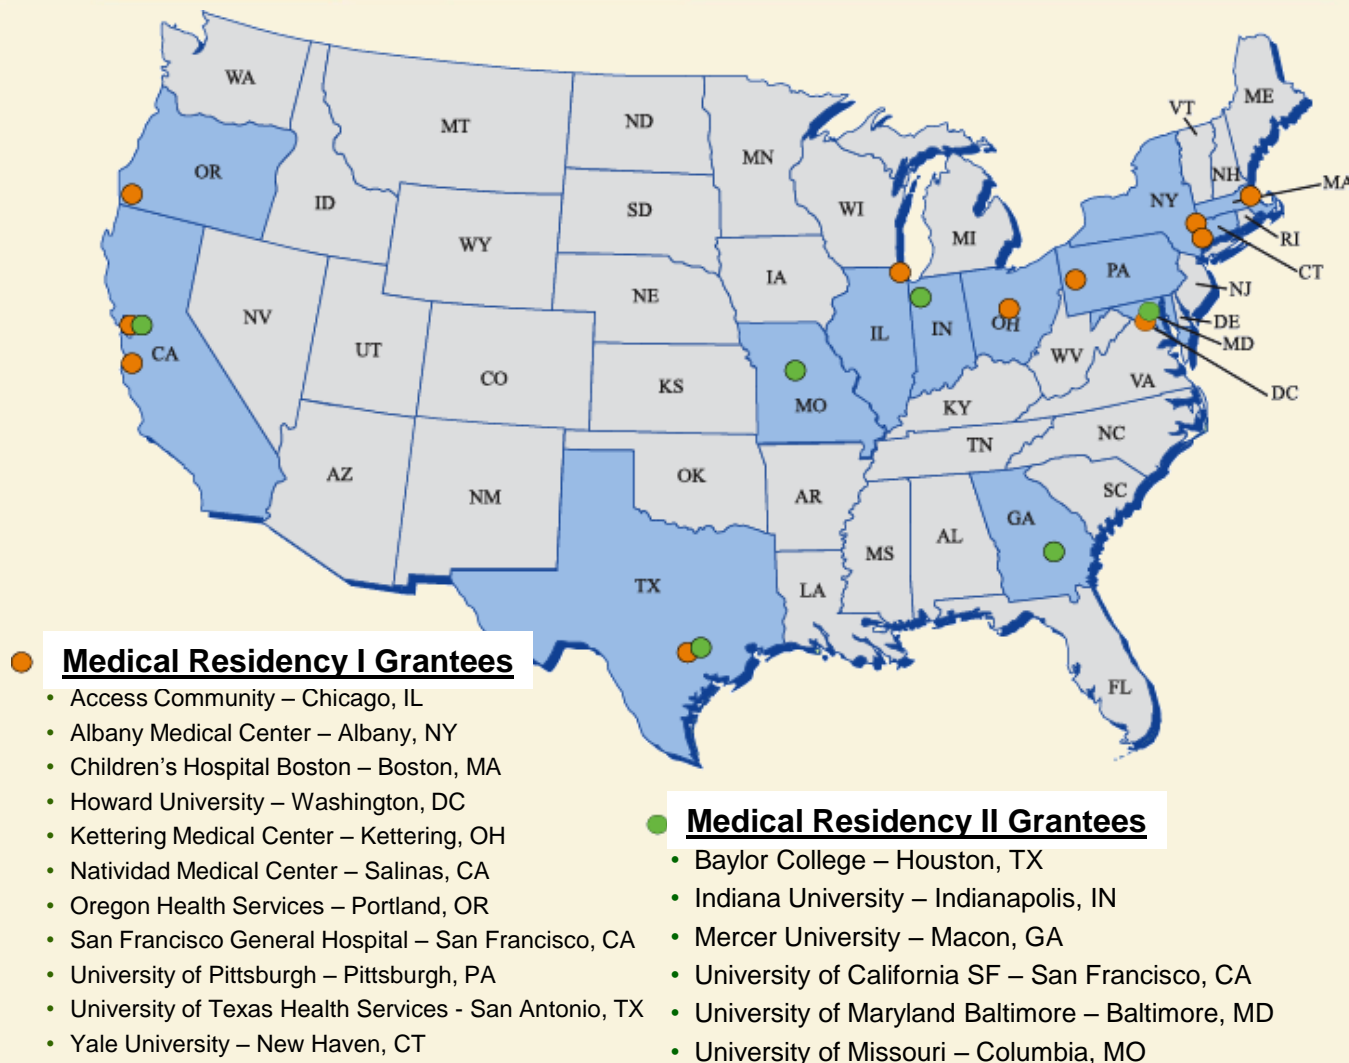 WA
MT
ND
MN
ME
VT
OR
ID
SD
WI
MI
NY
NH
MA
RI
CT
WY
IA
NE
PA
NJ
NV
UT
CO
IL
IN
OH
DE
MD
DC
CA
KS
MO
WV
VA
KY
NC
TN
AZ
NM
OK
AR
SC
GA
MS
AL
TX
LA
FL
Medical Residency I Grantees
• Access Community – Chicago, IL
• Albany Medical Center – Albany, NY
• Children's Hospital Boston – Boston, MA
• Howard University – Washington, DC
• Kettering Medical Center – Kettering, OH
• Natividad Medical Center – Salinas, CA
• Oregon Health Services – Portland, OR
• San Francisco General Hospital – San Francisco, CA
• University of Pittsburgh – Pittsburgh, PA
• University of Texas Health Services - San Antonio, TX
• Yale University – New Haven, CT
Medical Residency II Grantees
• Baylor College – Houston, TX
• Indiana University – Indianapolis, IN
• Mercer University – Macon, GA
• University of California SF – San Francisco, CA
• University of Maryland Baltimore – Baltimore, MD
• University of Missouri – Columbia, MO